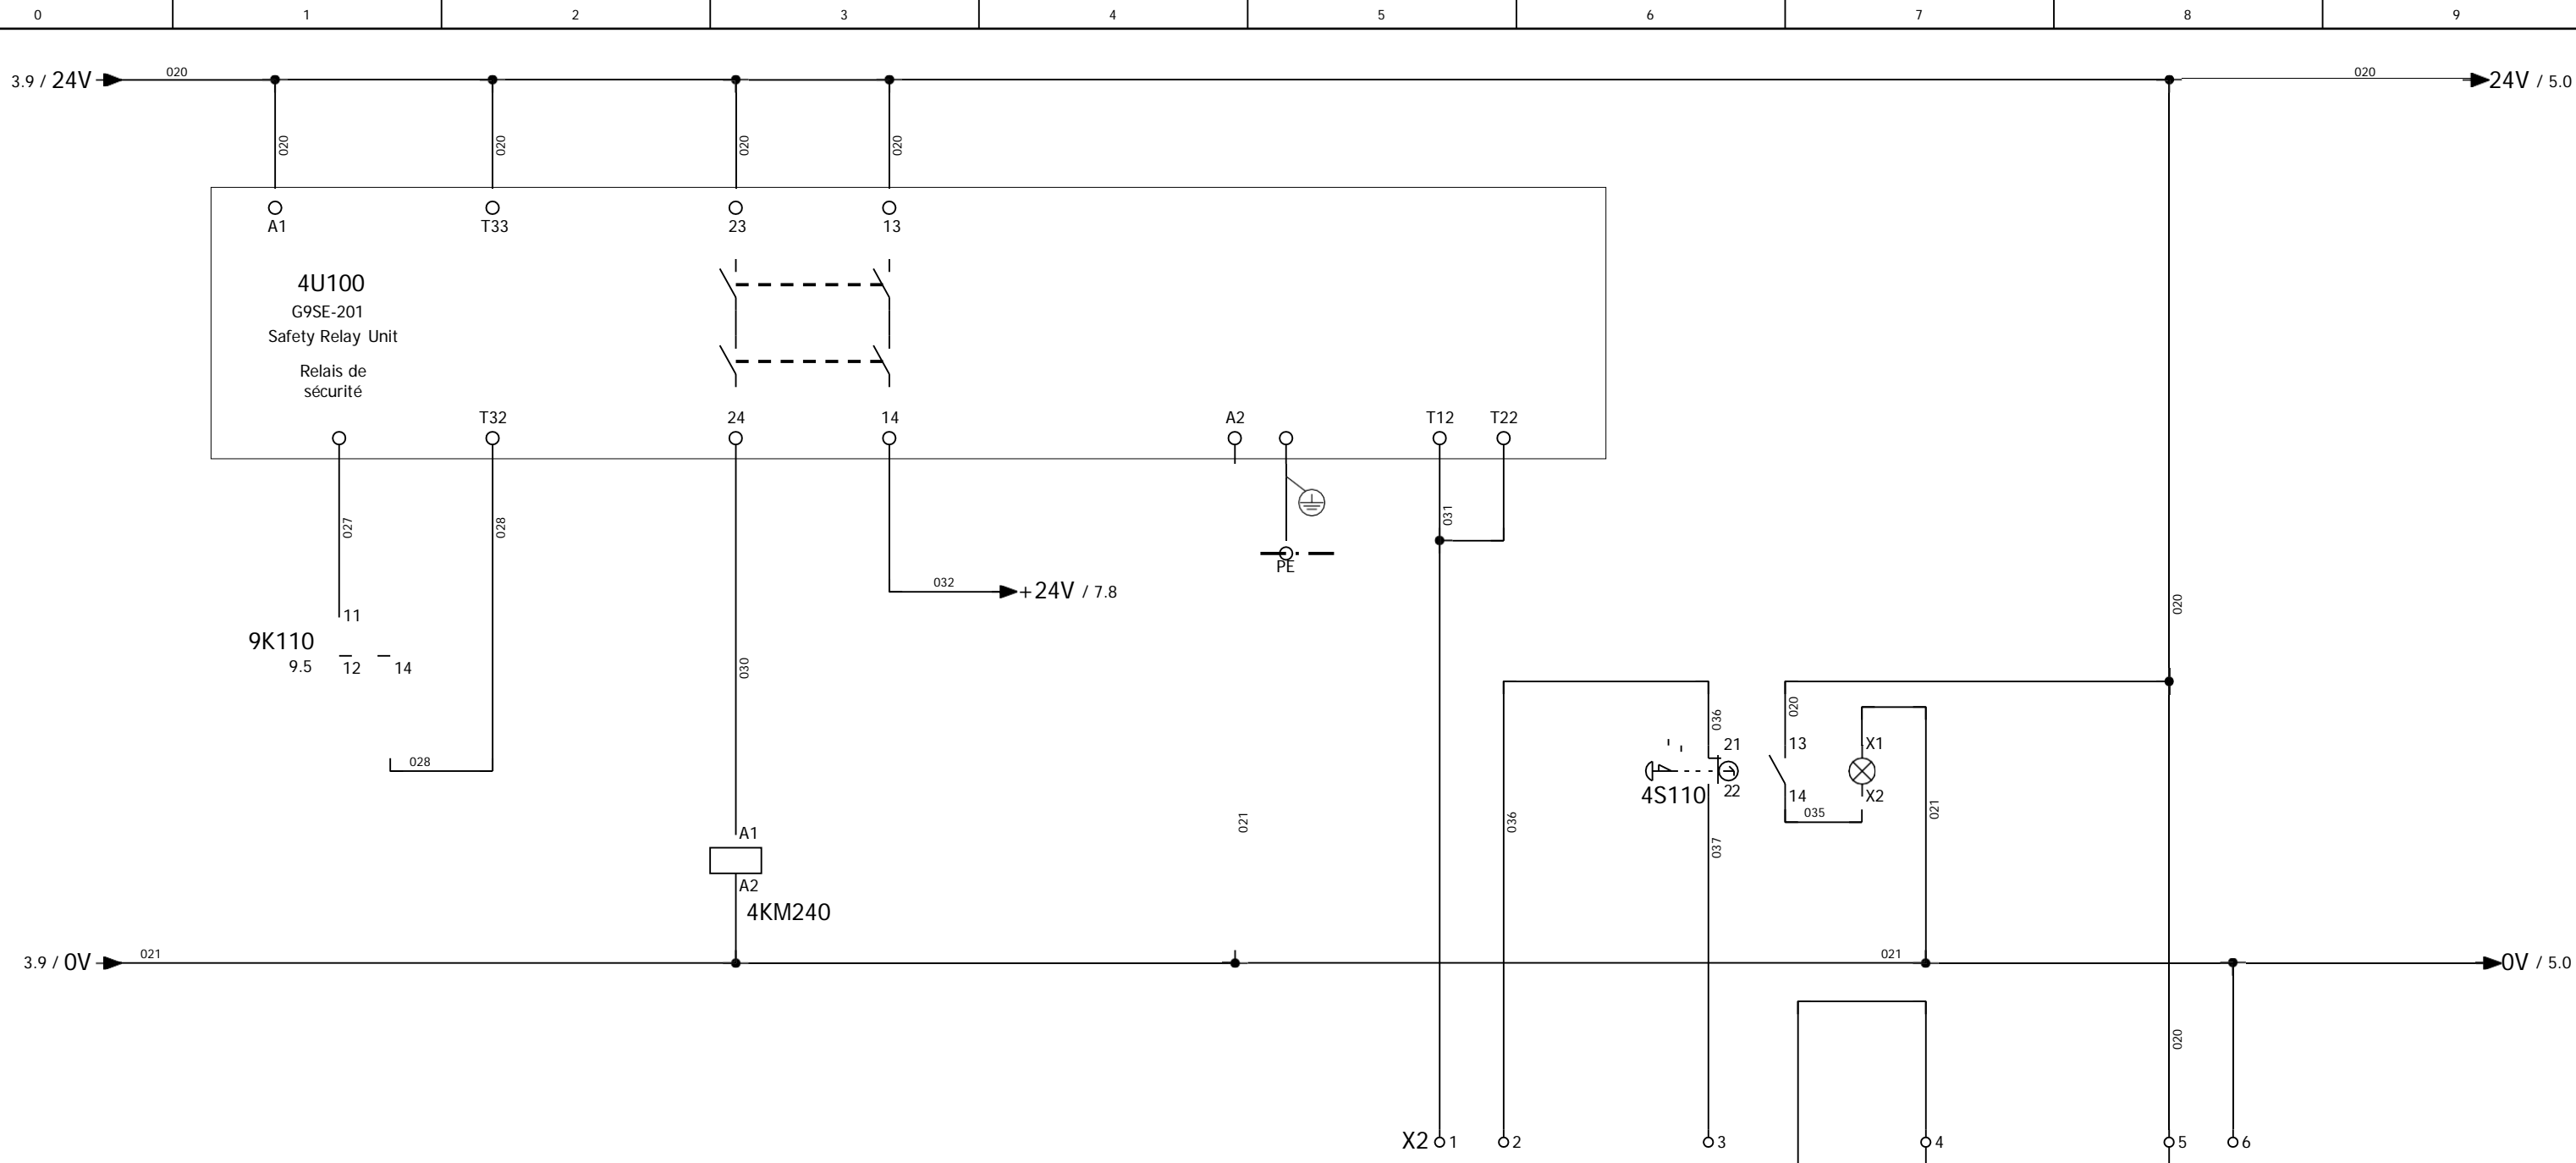 0 1 2 3 4 5 6 7 8 9
3.9 / 24V 020 020 24V / 5.0
020 020 020 020
A1 T33 23 13
4U100
G9SE-201
Safety Relay Unit
Relais de
sécurité
T32 24 14 A2 T12 T22
027 028 031
PE
032 +24V / 7.8
020
11
9K110
9.5 12 14
030
036 020
21 13 X1
028
4S110 22 14 X2
035
021 036 037 021
A1
A2
4KM240
3.9 / 0V 021 021 0V / 5.0
020
X2 1 2 3 4 5 6